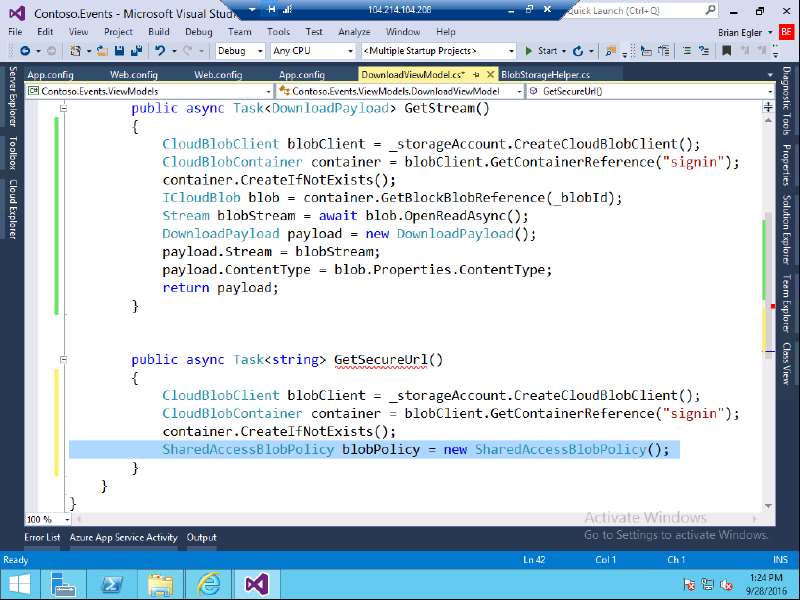 Contoso.Events - Microsoft Visual Studio
104.214.104.208
Quick Launch (Ctrl+Q)
File Edit View Project Build Debug Team Tools Test Analyze Window Help
Brian Egler BE
Debug Any CPU <Multiple Startup Projects> Start
App.config Web.config Web.config App.config DownloadViewModel.cs* BlobStorageHelper.cs
Contoso.Events.ViewModels Contoso.Events.ViewModels.DownloadViewModel GetSecureUrl()
Server Explorer
Toolbox
Cloud Explorer
public async Task<DownloadPayload> GetStream()
{
CloudBlobClient blobClient = _storageAccount.CreateCloudBlobClient();
CloudBlobContainer container = blobClient.GetContainerReference("signin");
container.CreateIfNotExists();
ICloudBlob blob = container.GetBlockBlobReference(_blobId);
Stream blobStream = await blob.OpenReadAsync();
DownloadPayload payload = new DownloadPayload();
payload.Stream = blobStream;
payload.ContentType = blob.Properties.ContentType;
return payload;
}
public async Task<string> GetSecureUrl()
{
CloudBlobClient blobClient = _storageAccount.CreateCloudBlobClient();
CloudBlobContainer container = blobClient.GetContainerReference("signin");
container.CreateIfNotExists();
SharedAccessBlobPolicy blobPolicy = new SharedAccessBlobPolicy();
}
}
}
Diagnostic Tools
Properties
Solution Explorer
Team Explorer
Class View
100 %
Activate Windows
Go to Settings to activate Windows.
Error List Azure App Service Activity Output
Ready Ln 42 Col 1 Ch 1 INS
1:24 PM
9/28/2016